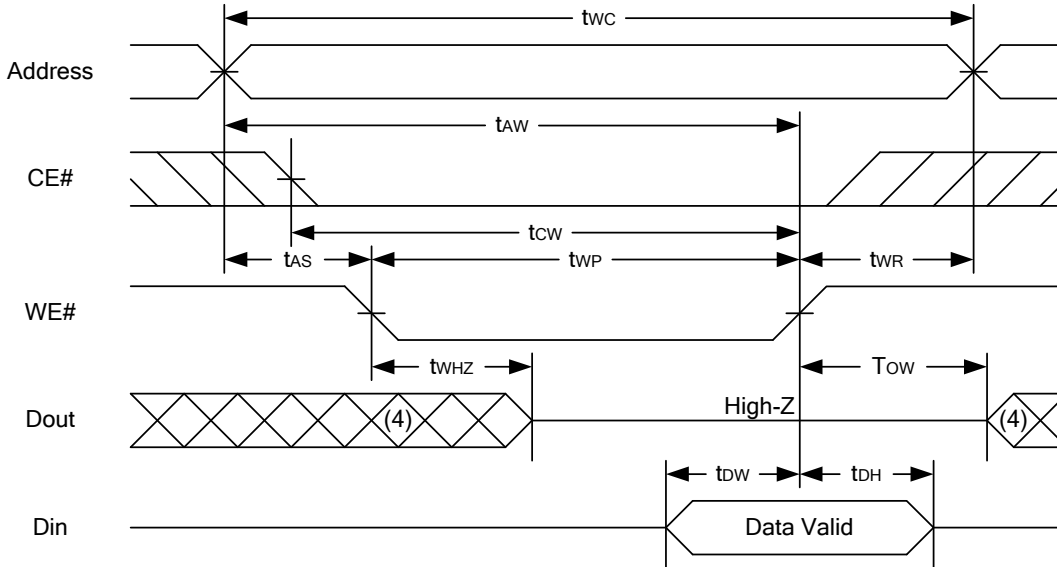 tWC
Address
tAW
CE#
tCW
tAS tWP tWR
WE#
tWHZ TOW
Dout (4) High-Z (4)
tDW tDH
Din Data Valid